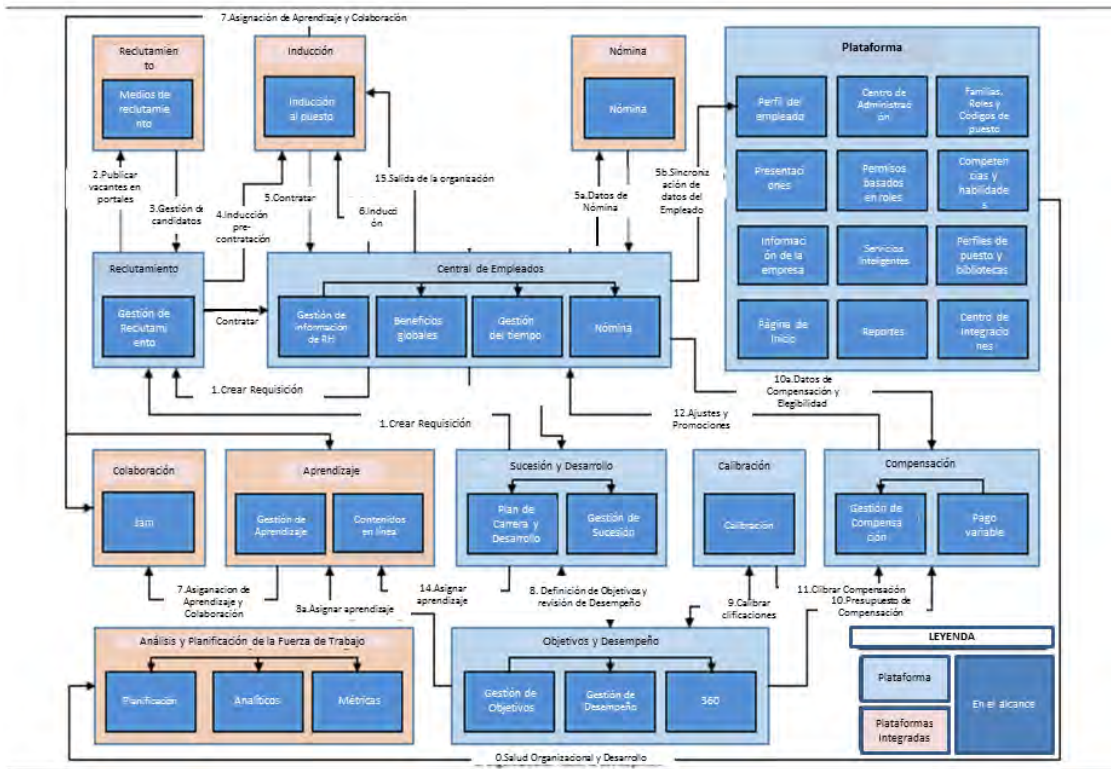 7.Asignación de Aprendizaje y Colaboración
Reclutamien
to
Medios de
reclutamie
nto
Inducción
Inducción
al puesto
Nómina
Nómina
Plataforma
Perfil del
empleado
Centro de
Administra
ción
Familias,
Roles y
Codigos de
puesto
Presentac
iones
Permisos
basados
en roles
Competen
cias y
habilidade
s
Informac
ión de la
empresa
Servicios
Inteligentes
Perfiles de
puesto y
bibliotecas
Página de
Inicio
Reportes
Centro de
Integracio
nes
2.Publicar
vacantes en
portales
3.Gestión de
candidatos
4.Inducción
pre-
contratación
5.Contratar
15.Salida de la organización
6.Inducci
ón
5a.Datos de
Nómina
5b.Sincroniz
ación de
datos del
Empleado
Reclutamiento
Gestión de
Reclutami
ento
Contratar
Central de Empleados
Gestión de
información
de RH
Beneficios
globales
Gestión
del tiempo
Nómina
1.Crear Requisición
1.Crear Requisición
12.Ajustes y
Promociones
10a.Datos de
Compensación y
Elegibilidad
Colaboración
Jam
Aprendizaje
Gestión de
Aprendizaje
Contenidos
en línea
Sucesión y Desarrollo
Plan de
Carrera y
Desarrollo
Gestión de
Sucesión
Calibración
Calibración
Compensación
Gestión de
Compensa
ción
Pago
variable
7.Asiganacion de
Aprendizaje y
Colaboración
8a.Asignar aprendizaje
14.Asignar
aprendizaje
8. Definición de Objetivos y
revisión de Desempeño
9.Calibrar
clificaciones
11.Clibrar Compensación
10.Presupuesto de
Compensación
Análisis y Planificación de la Fuerza de Trabajo
Planificación
Analíticos
Métricas
Objetivos y Desempeño
Gestión de
Objetivos
Gestión de
Desempeño
360
LEYENDA
Plataforma
Plataformas
Integradas
En el alcance
0.Salud Organizacional y Desarrollo